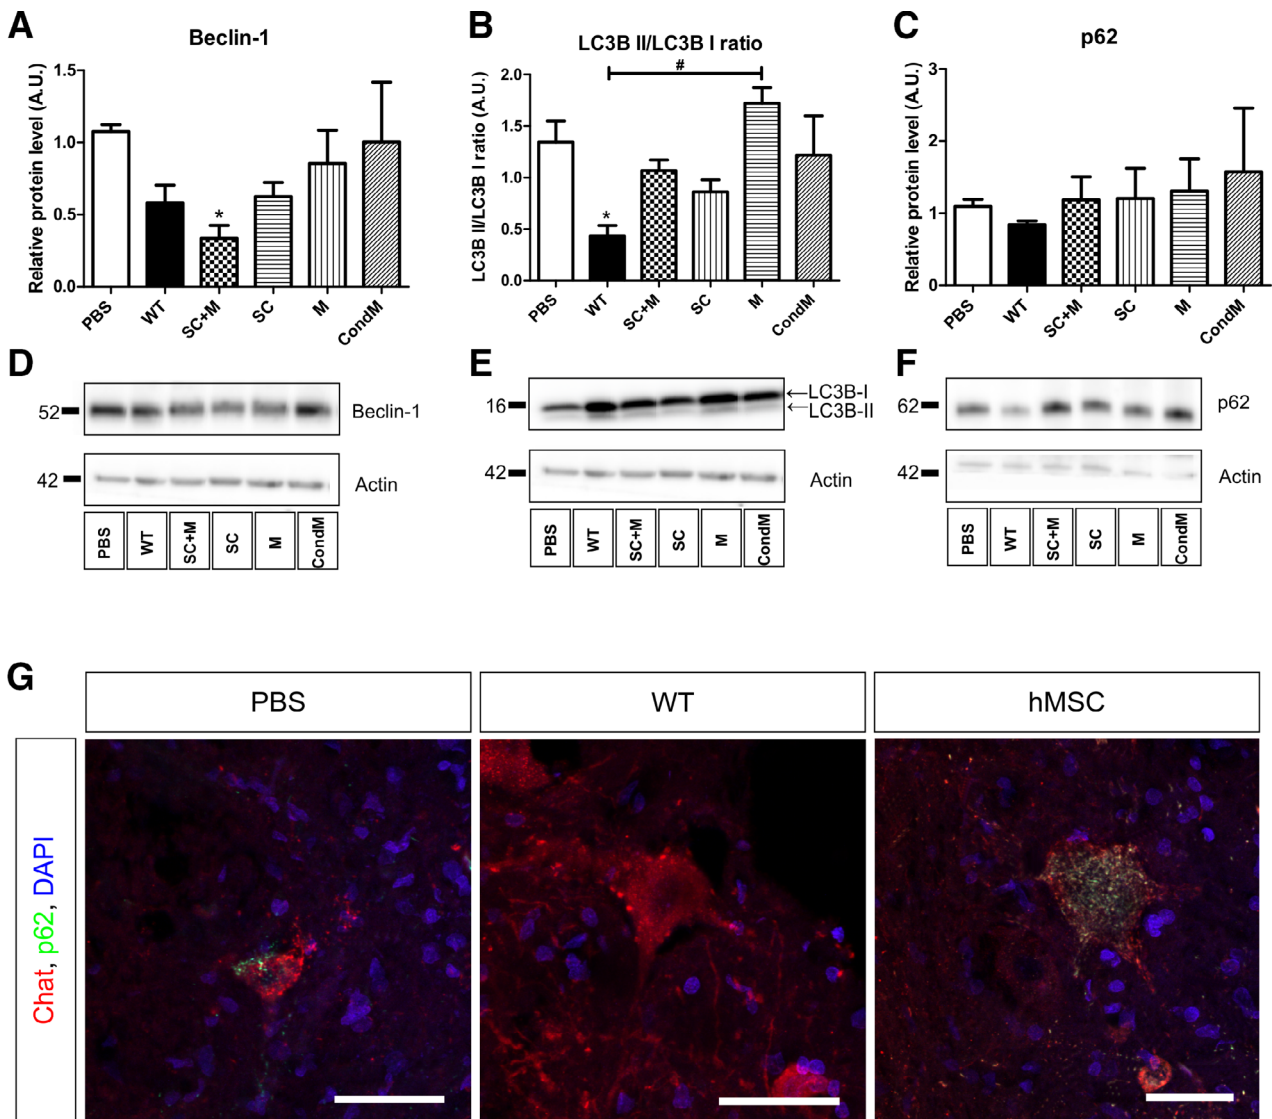 A
Beclin-1
Relative protein level (A.U.)
1.5
1.0
0.5
0.0
*
PBS
WT
SC+M
SC
M
CondM
B
LC3B II/LC3B I ratio
#
LC3B II/LC3B I ratio (A.U.)
2.0
1.5
1.0
0.5
0.0
*
PBS
WT
SC+M
SC
M
CondM
C
p62
Relative protein level (A.U.)
3
2
1
0
PBS
WT
SC+M
SC
M
CondM
D
52
Beclin-1
42
Actin
PBS
WT
SC+M
SC
M
CondM
E
16
←LC3B-I
←LC3B-II
42
Actin
PBS
WT
SC+M
SC
M
CondM
F
62
p62
42
Actin
PBS
WT
SC+M
SC
M
CondM
G
PBS
WT
hMSC
Chat, p62, DAPI